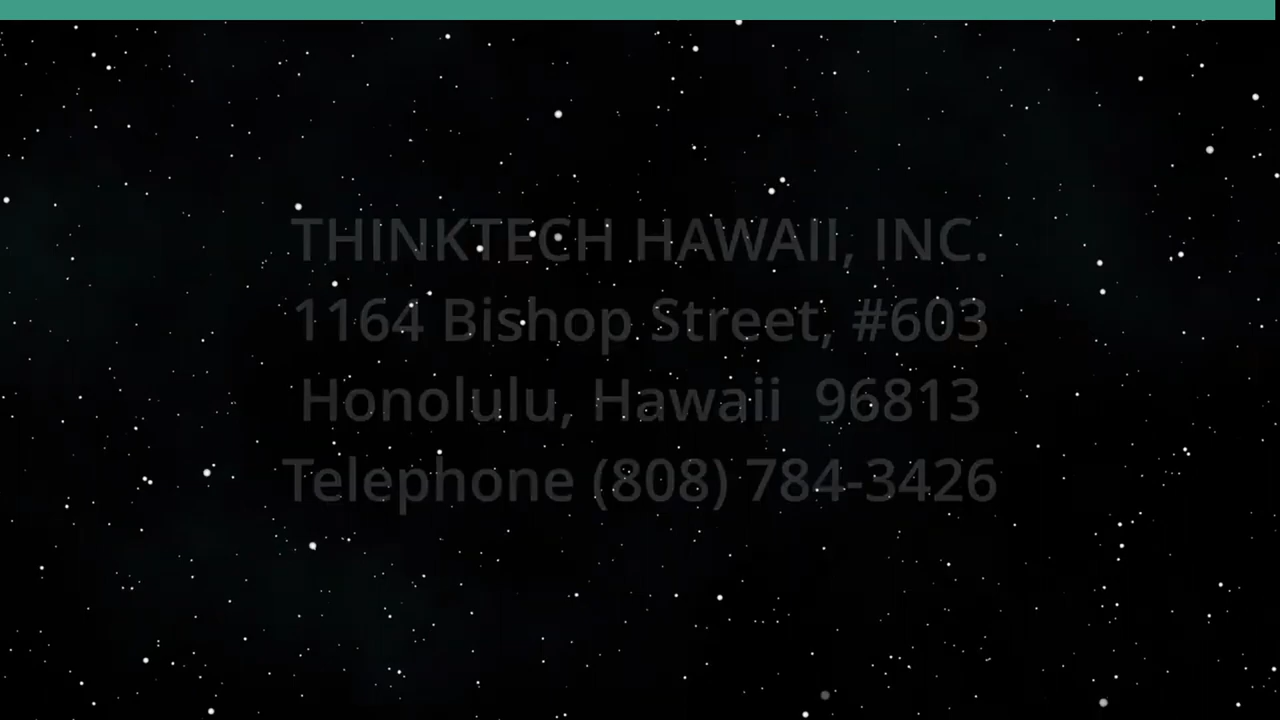 THINKTECH HAWAII, INC.
1164 Bishop Street, #603
Honolulu, Hawaii  96813
Telephone (808) 784-3426